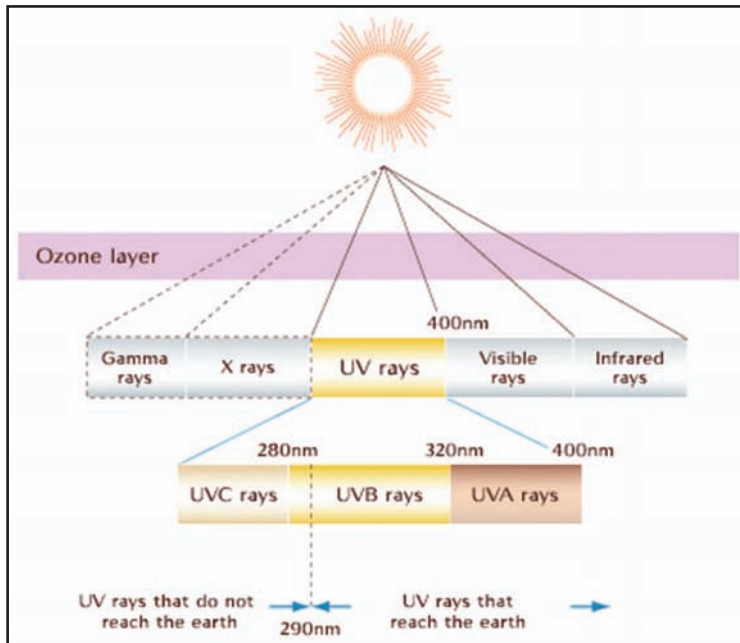 Ozone layer
400nm
Gamma
rays
X rays
UV rays
Visible
rays
Infrared
rays
280nm
320nm
400nm
UVC rays
UVB rays
UVA rays
UV rays that do not
reach the earth
290nm
UV rays that
reach the earth